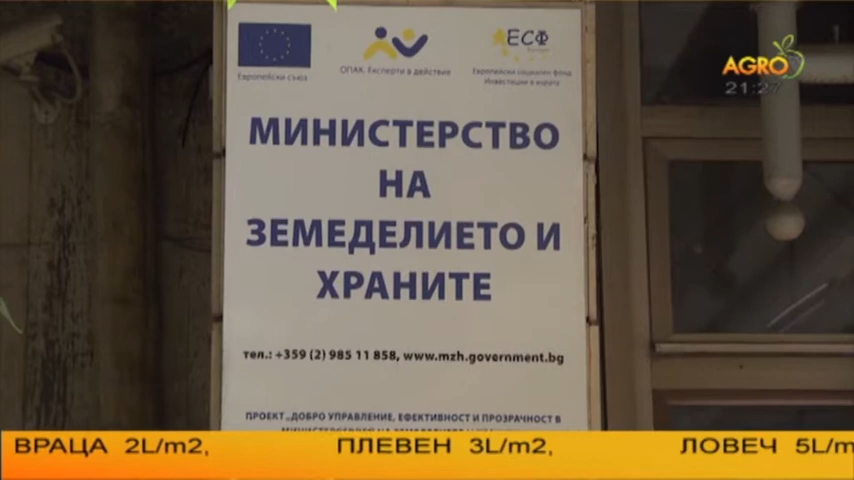 Европейски съюз
ОПАК. Експерти в действие
ЕСФ
Европейски социален фонд
Инвестиции в хората
AGRO
21:27
МИНИСТЕРСТВО
НА
ЗЕМЕДЕЛИЕТО И
ХРАНИТЕ
тел.: +359 (2) 985 11 858, www.mzh.government.bg
ПРОЕКТ „ДОБРО УПРАВЛЕНИЕ, ЕФЕКТИВНОСТ И ПРОЗРАЧНОСТ В
ВРАЦА 2L/m2, ПЛЕВЕН 3L/m2, ЛОВЕЧ 5L/m